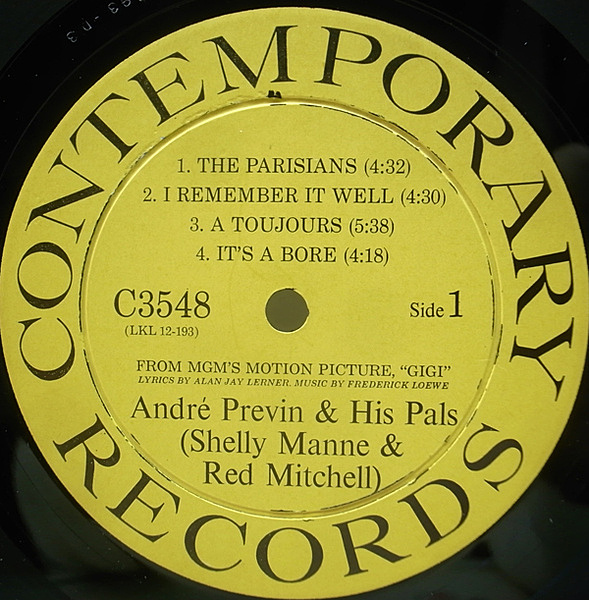 CONTEMPORARY
1. THE PARISIANS (4:32)
2. I REMEMBER IT WELL (4:30)
3. A TOUJOURS (5:38)
4. IT'S A BORE (4:18)
C3548
(LKL 12-193)
Side 1
FROM MGM'S MOTION PICTURE, "GIGI"
LYRICS BY ALAN JAY LERNER. MUSIC BY FREDERICK LOEWE
André Previn & His Pals
(Shelly Manne &
Red Mitchell)
RECORDS